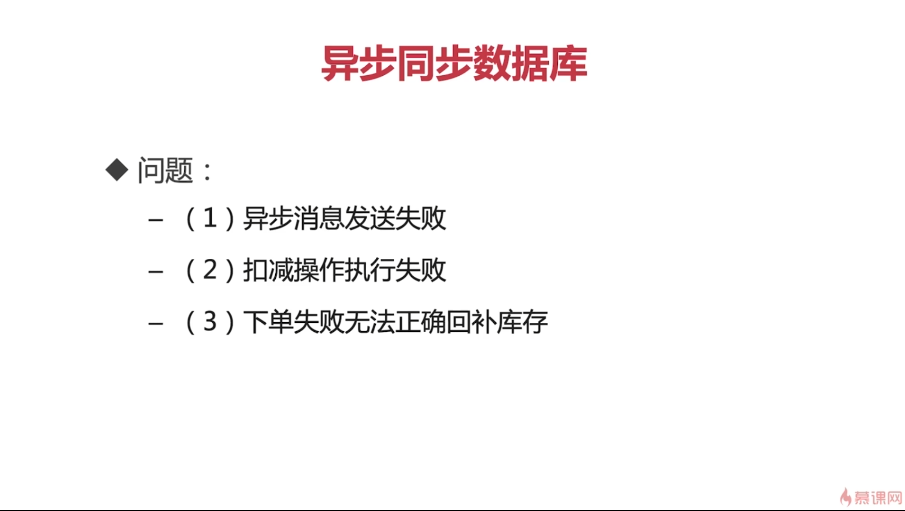 异步同步数据库
◆ 问题：
– （1）异步消息发送失败
– （2）扣减操作执行失败
– （3）下单失败无法正确回补库存
慕课网